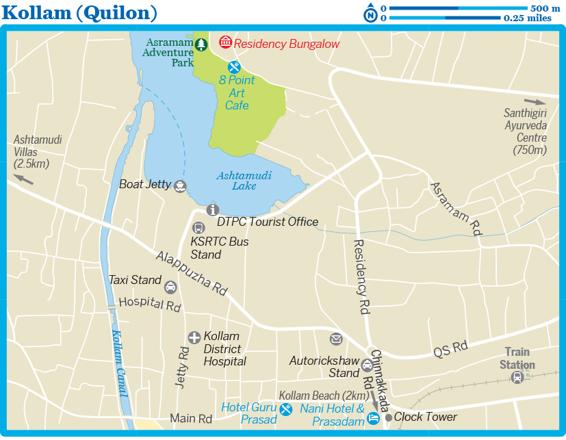 Kollam (Quilon)
N
0 500 m
0 0.25 miles
Asramam
Adventure
Park
Residency Bungalow
8 Point
Art
Cafe
Santhigiri
Ayurveda
Centre
(750m)
Ashtamudi
Villas
(2.5km)
Ashtamudi
Lake
Boat Jetty
Asramam Rd
DTPC Tourist Office
KSRTC Bus
Stand
Alappuzha Rd
Residency Rd
Taxi Stand
Hospital Rd
Kollam Canal
Kollam
District
Hospital
Jetty Rd
Autorickshaw
Stand
Chinnakkada
Rd
QS Rd
Train
Station
Kollam Beach (2km)
Hotel Guru
Prasad
Nani Hotel &
Prasadam
Clock Tower
Main Rd